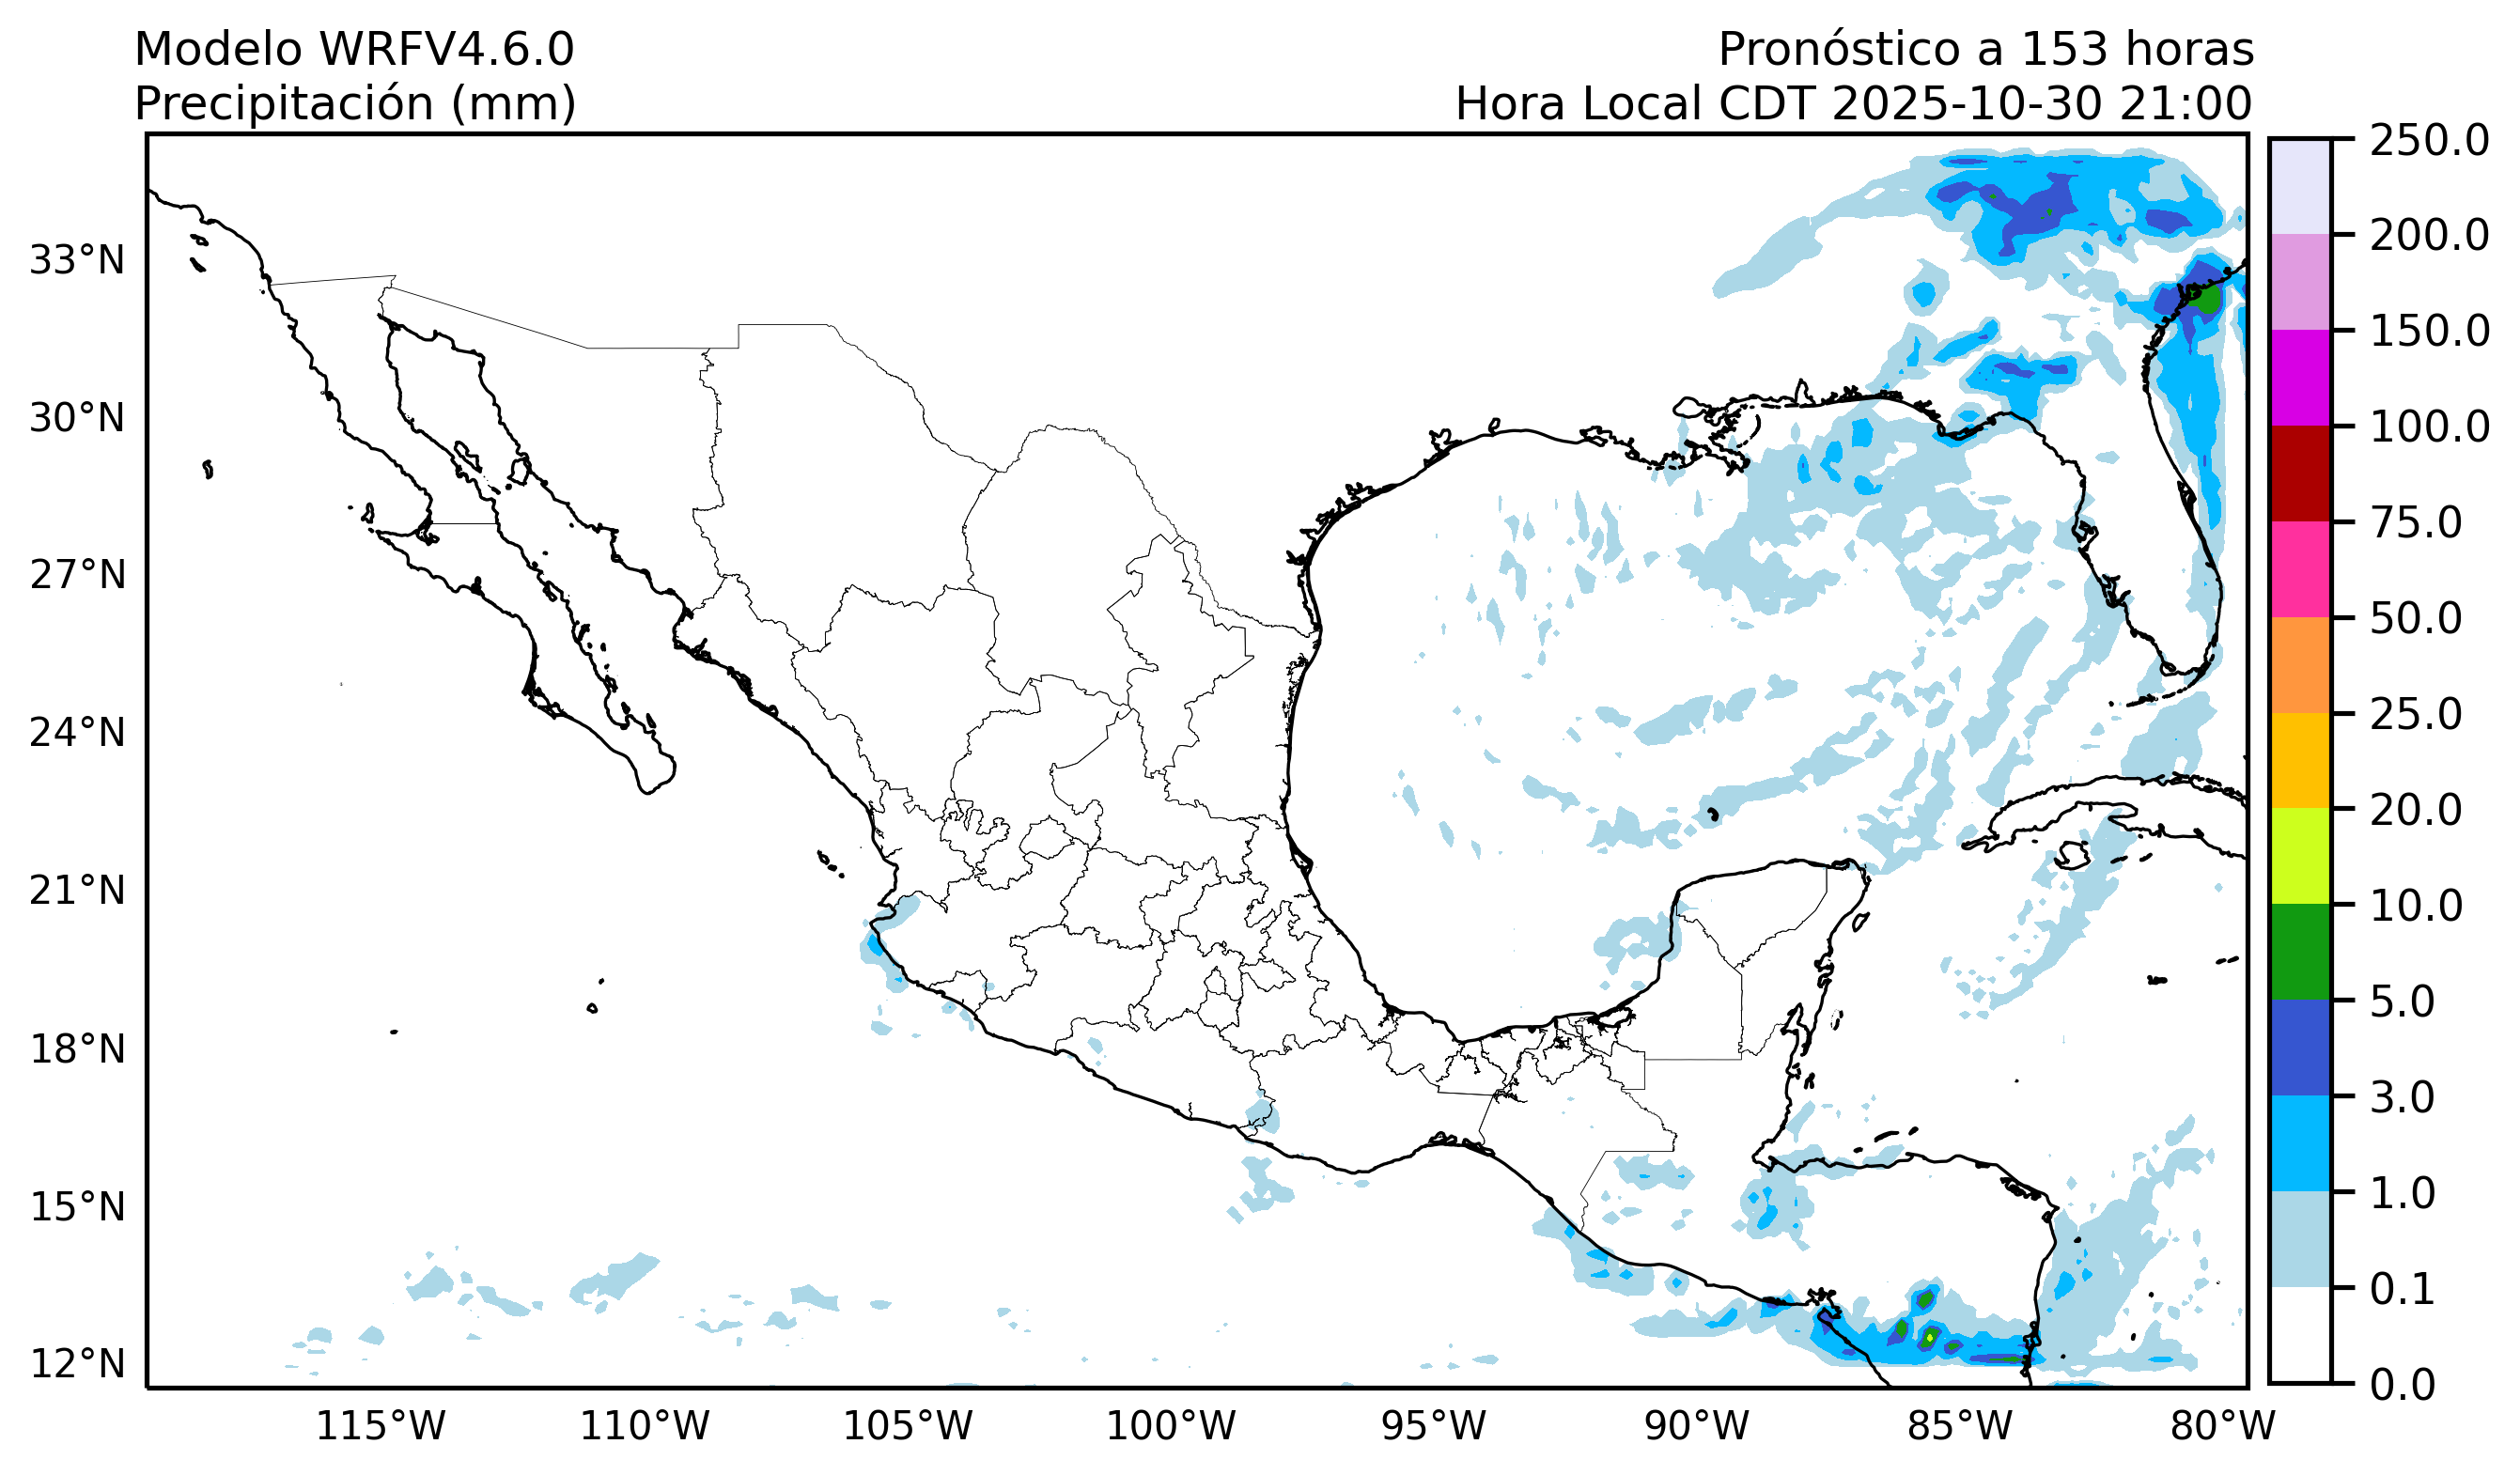 Modelo WRFV4.6.0
Precipitación (mm)
Pronóstico a 153 horas
Hora Local CDT 2025-10-30 21:00
33°N
30°N
27°N
24°N
21°N
18°N
15°N
12°N
115°W
110°W
105°W
100°W
95°W
90°W
85°W
80°W
250.0
200.0
150.0
100.0
75.0
50.0
25.0
20.0
10.0
5.0
3.0
1.0
0.1
0.0